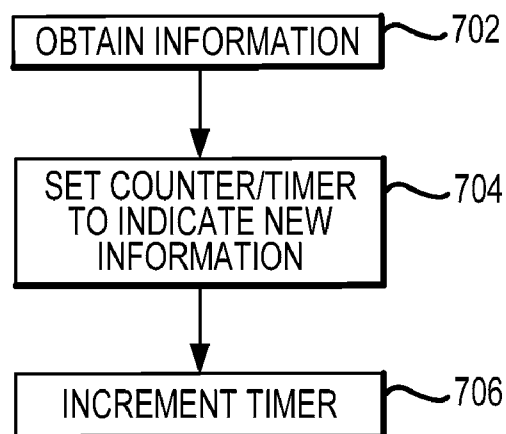 OBTAIN INFORMATION
702
SET COUNTER/TIMER
TO INDICATE NEW
INFORMATION
704
INCREMENT TIMER
706